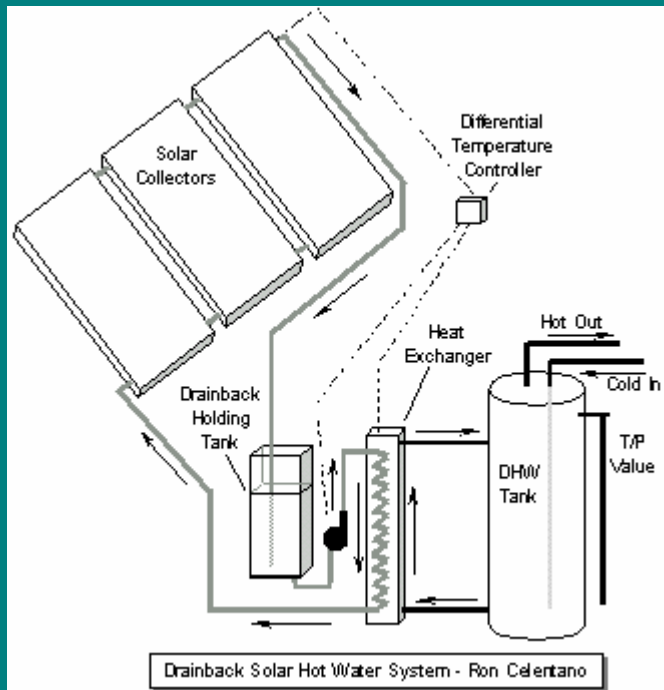 Differential
Temperature
Controller
Solar
Collectors
Hot Out
Heat
Exchanger
Cold In
Drainback
Holding
Tank
T/P
Value
DHW
Tank
Drainback Solar Hot Water System - Ron Celentano